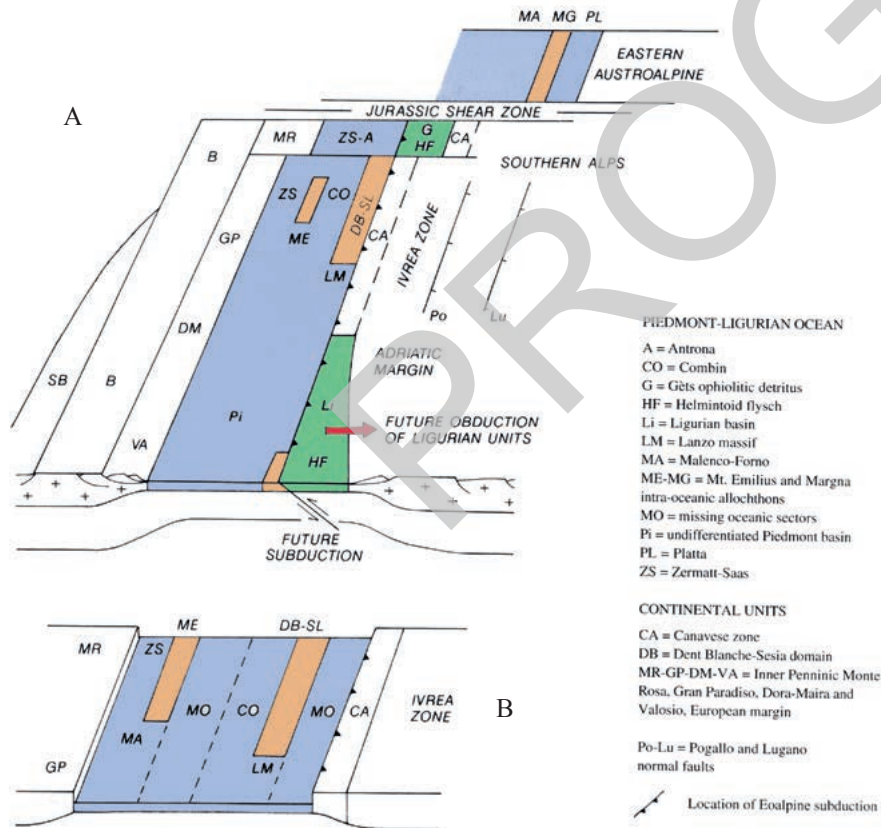 MA MG PL
EASTERN
AUSTROALPINE
A
JURASSIC SHEAR ZONE
B
MR
ZS-A
G
HF
CA
SOUTHERN ALPS
ZS
CO
DB-SL
GP
ME
CA
IVREA ZONE
LM
Po
Lu
DM
ADRIATIC
MARGIN
SB
B
Pi
Li
FUTURE OBDUCTION
OF LIGURIAN UNITS
VA
HF
FUTURE
SUBDUCTION
PIEDMONT-LIGURIAN OCEAN
A = Antrona
CO = Combin
G = Gèts ophiolitic detritus
HF = Helmintoid flysch
Li = Ligurian basin
LM = Lanzo massif
MA = Malenco-Forno
ME-MG = Mt. Emilius and Margna
intra-oceanic allochthons
MO = missing oceanic sectors
Pi = undifferentiated Piedmont basin
PL = Platta
ZS = Zermatt-Saas
CONTINENTAL UNITS
CA = Canavese zone
DB = Dent Blanche-Sesia domain
MR-GP-DM-VA = Inner Penninic Monte
Rosa, Gran Paradiso, Dora-Maira and
Valosio, European margin
Po-Lu = Pogallo and Lugano
normal faults
Location of Eoalpine subduction
ME
DB-SL
MR
ZS
MO
CO
MO
CA
IVREA
ZONE
B
MA
GP
LM
PROG